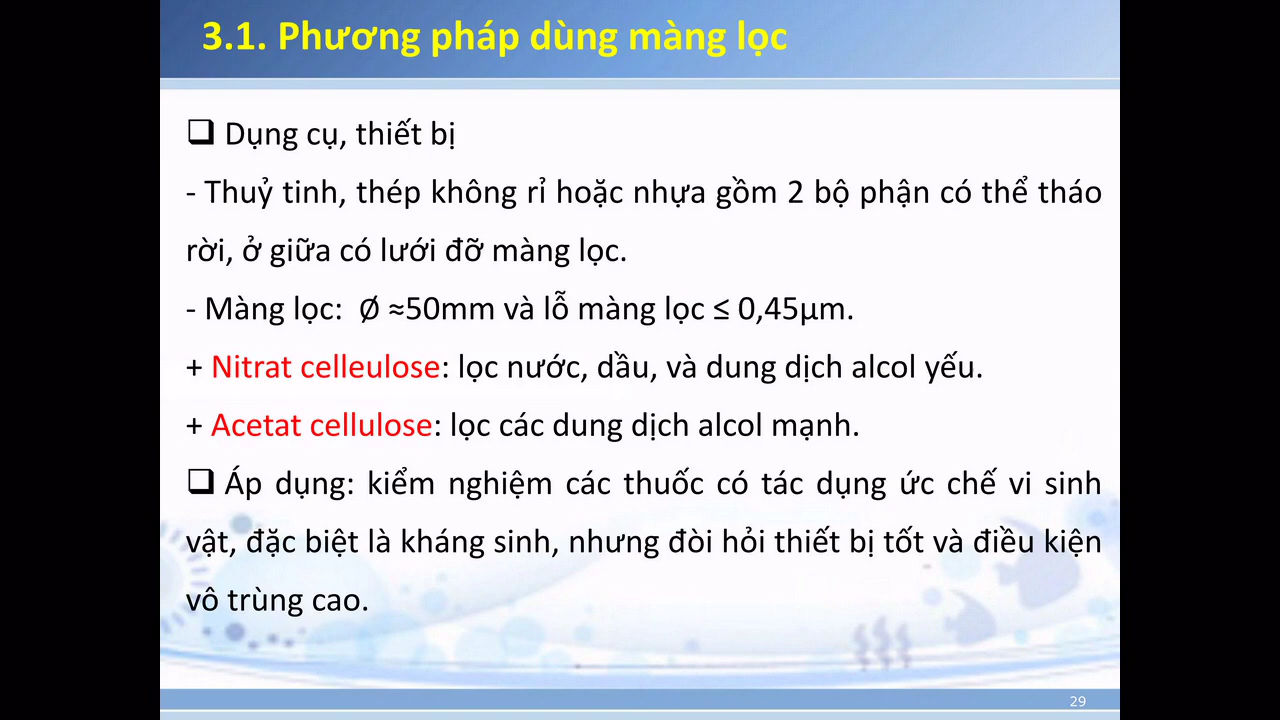 3.1. Phương pháp dùng màng lọc
❑ Dụng cụ, thiết bị
- Thuỷ tinh, thép không rỉ hoặc nhựa gồm 2 bộ phận có thể tháo
rời, ở giữa có lưới đỡ màng lọc.
- Màng lọc: Ø ≈50mm và lỗ màng lọc ≤ 0,45µm.
+ Nitrat celleulose: lọc nước, dầu, và dung dịch alcol yếu.
+ Acetat cellulose: lọc các dung dịch alcol mạnh.
❑ Áp dụng: kiểm nghiệm các thuốc có tác dụng ức chế vi sinh
vật, đặc biệt là kháng sinh, nhưng đòi hỏi thiết bị tốt và điều kiện
vô trùng cao.
29